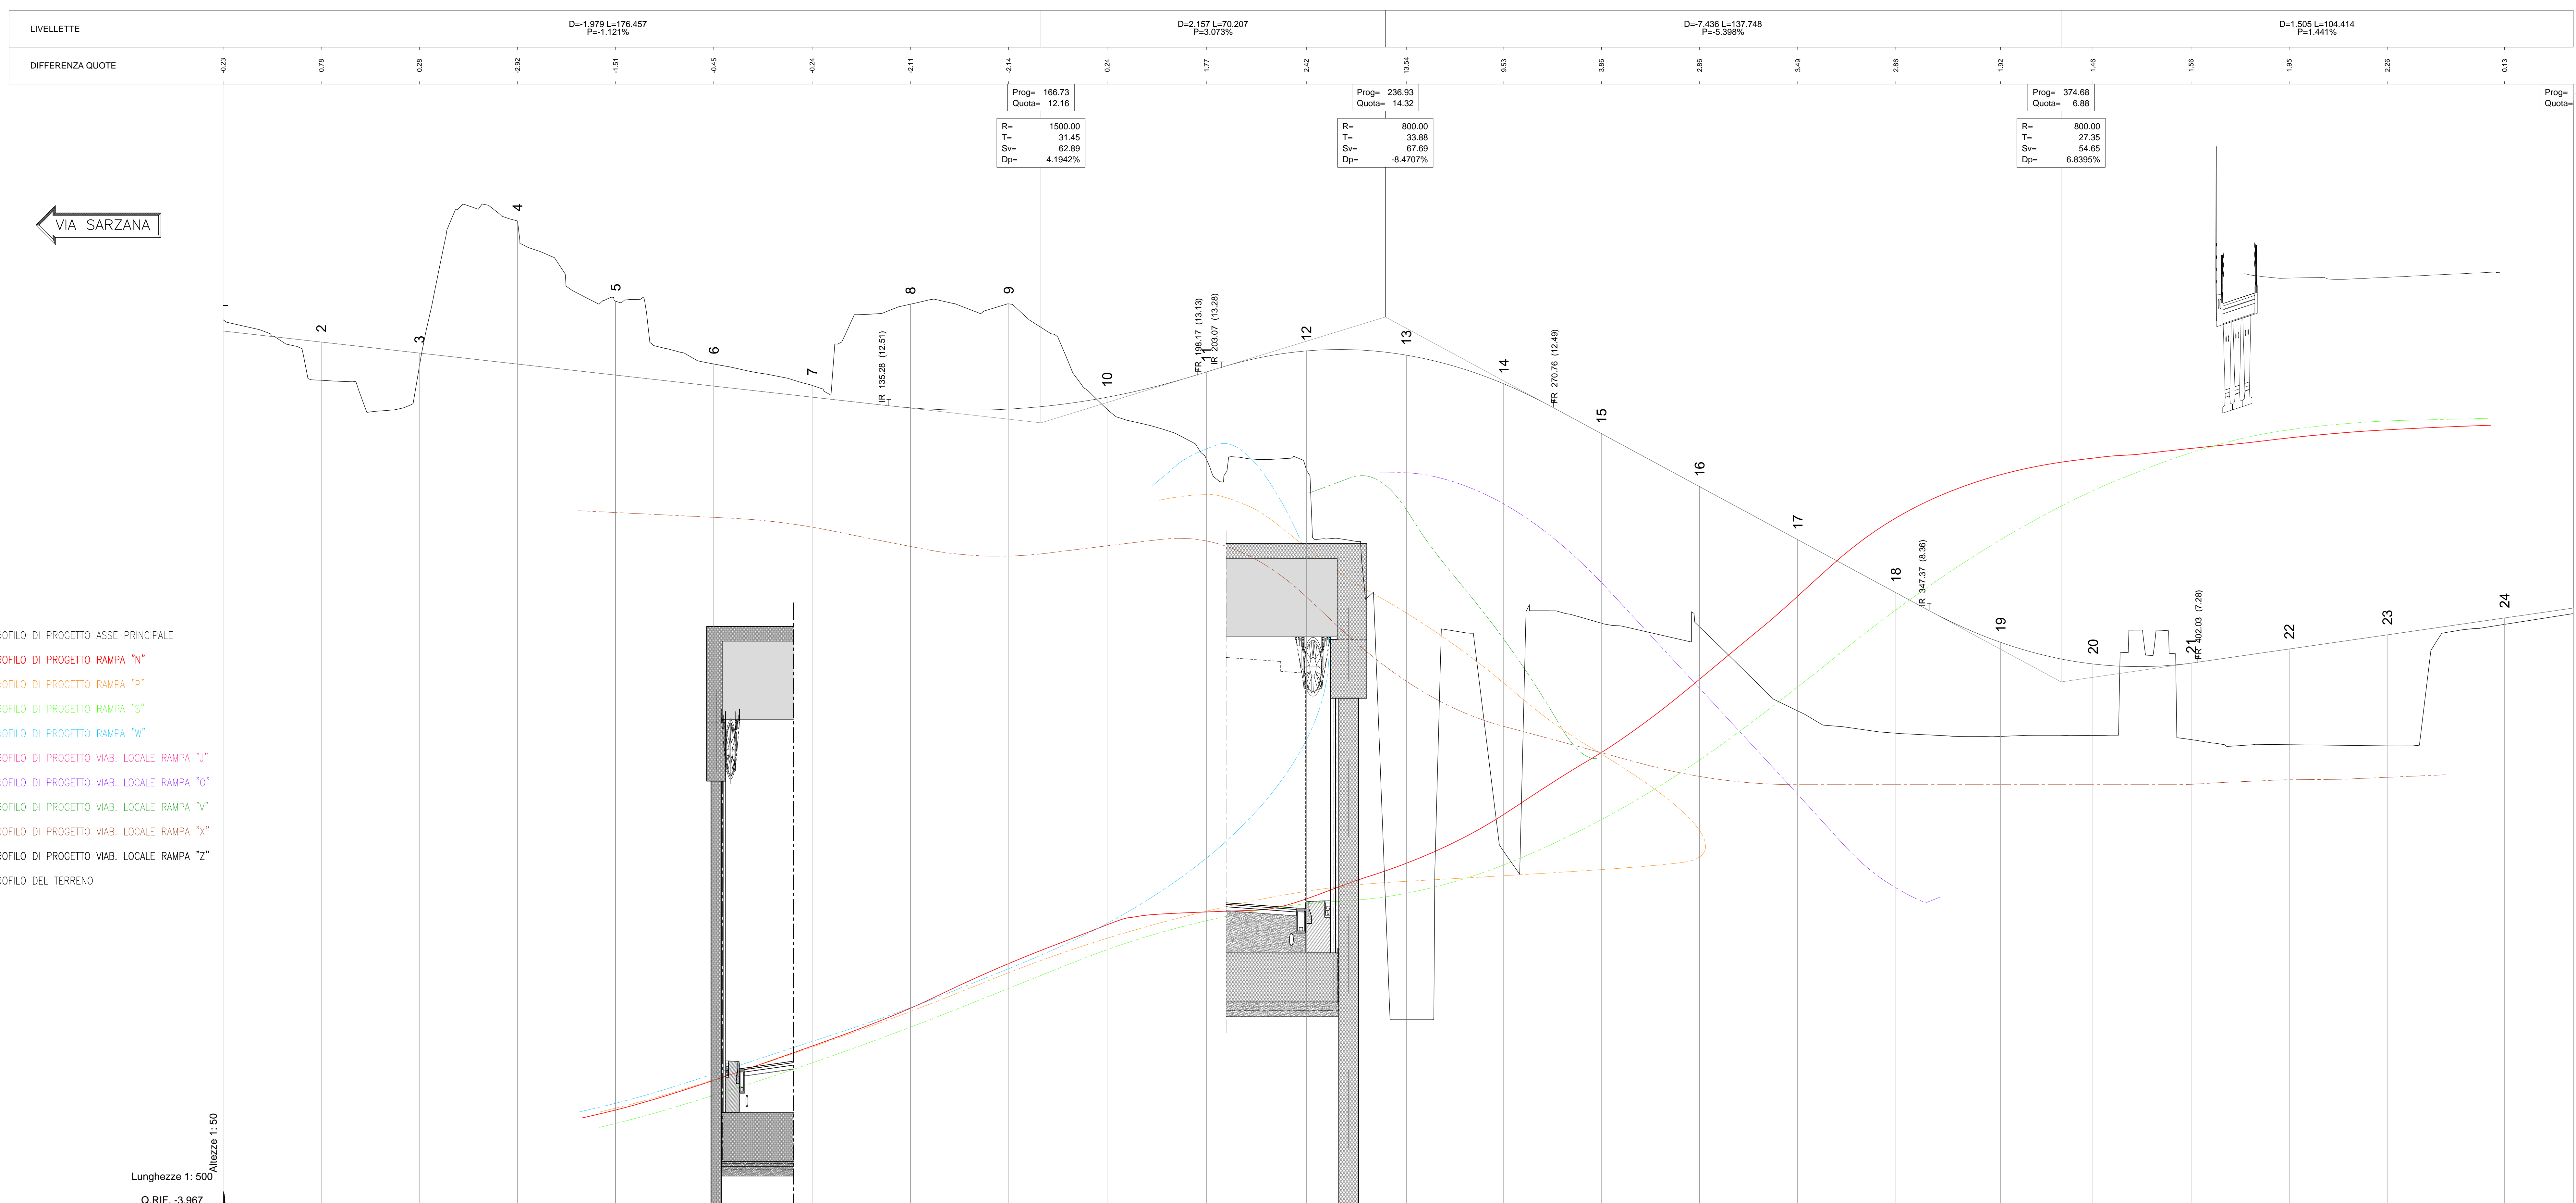 LIVELLETTE
D=-1.979 L=176.457
P=-1.121%
D=2.157 L=70.207
P=3.073%
D=-7.436 L=137.748
P=-5.398%
D=1.505 L=104.414
P=1.441%
DIFFERENZA QUOTE
-0.23
0.78
0.28
-2.92
-1.51
-0.45
-0.24
-2.11
-2.14
0.24
1.77
2.42
13.54
9.53
3.86
2.86
3.49
2.86
1.92
1.46
1.56
1.95
2.26
0.13
Prog= 166.73
Quota= 12.16
R= 1500.00
T= 31.45
Sv= 62.89
Dp= 4.1942%
Prog= 236.93
Quota= 14.32
R= 800.00
T= 33.88
Sv= 67.69
Dp= -8.4707%
Prog= 374.68
Quota= 6.88
R= 800.00
T= 27.35
Sv= 54.65
Dp= 6.8395%
Prog=
Quota=
VIA SARZANA
2
3
4
5
6
7
IR 135.28 (12.51)
8
9
10
FR 198.17 (13.13)
11
IR 203.07 (13.28)
12
13
14
FR 270.76 (12.49)
15
16
17
18
IR 347.37 (8.36)
19
20
21
FR 402.03 (7.28)
22
23
24
ROFILO DI PROGETTO ASSE PRINCIPALE
ROFILO DI PROGETTO RAMPA "N"
ROFILO DI PROGETTO RAMPA "P"
ROFILO DI PROGETTO RAMPA "S"
ROFILO DI PROGETTO RAMPA "W"
ROFILO DI PROGETTO VIAB. LOCALE RAMPA "J"
ROFILO DI PROGETTO VIAB. LOCALE RAMPA "O"
ROFILO DI PROGETTO VIAB. LOCALE RAMPA "V"
ROFILO DI PROGETTO VIAB. LOCALE RAMPA "X"
ROFILO DI PROGETTO VIAB. LOCALE RAMPA "Z"
ROFILO DEL TERRENO
Altezze 1: 50
Lunghezze 1: 500
Q.RIF. -3.967